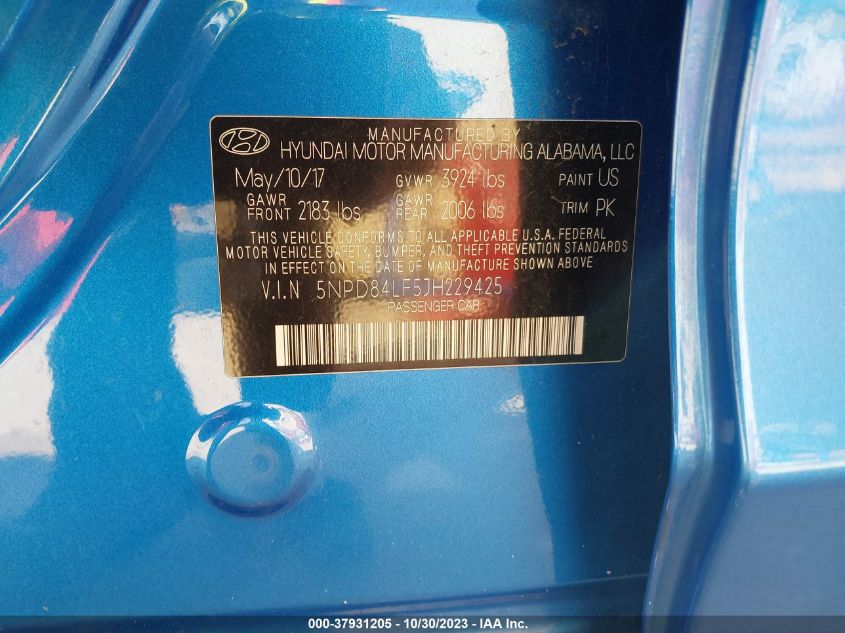 MANUFACTURED BY
HYUNDAI MOTOR MANUFACTURING ALABAMA, LLC
May/10/17 GVWR 3924 lbs PAINT US
GAWR FRONT 2183 lbs GAWR REAR 2006 lbs TRIM PK
THIS VEHICLE CONFORMS TO ALL APPLICABLE U.S.A. FEDERAL
MOTOR VEHICLE SAFETY, BUMPER, AND THEFT PREVENTION STANDARDS
IN EFFECT ON THE DATE OF MANUFACTURE SHOWN ABOVE
V.I.N 5NPD84LF5JH229425
PASSENGER CAR
000-37931205 - 10/30/2023 - IAA Inc.